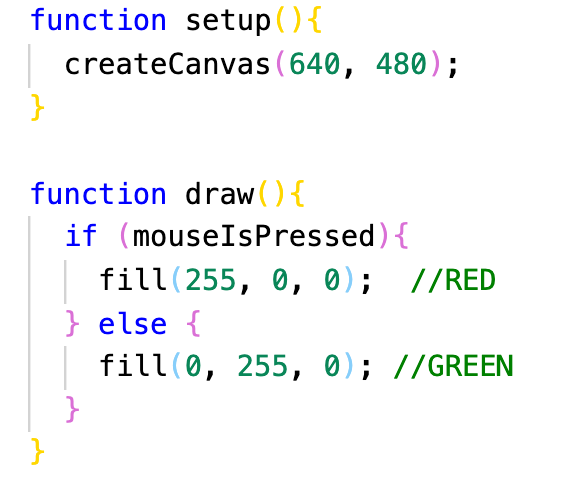 function setup(){
  createCanvas(640, 480);
}

function draw(){
  if (mouseIsPressed){
    fill(255, 0, 0);  //RED
  } else {
    fill(0, 255, 0); //GREEN
  }
}